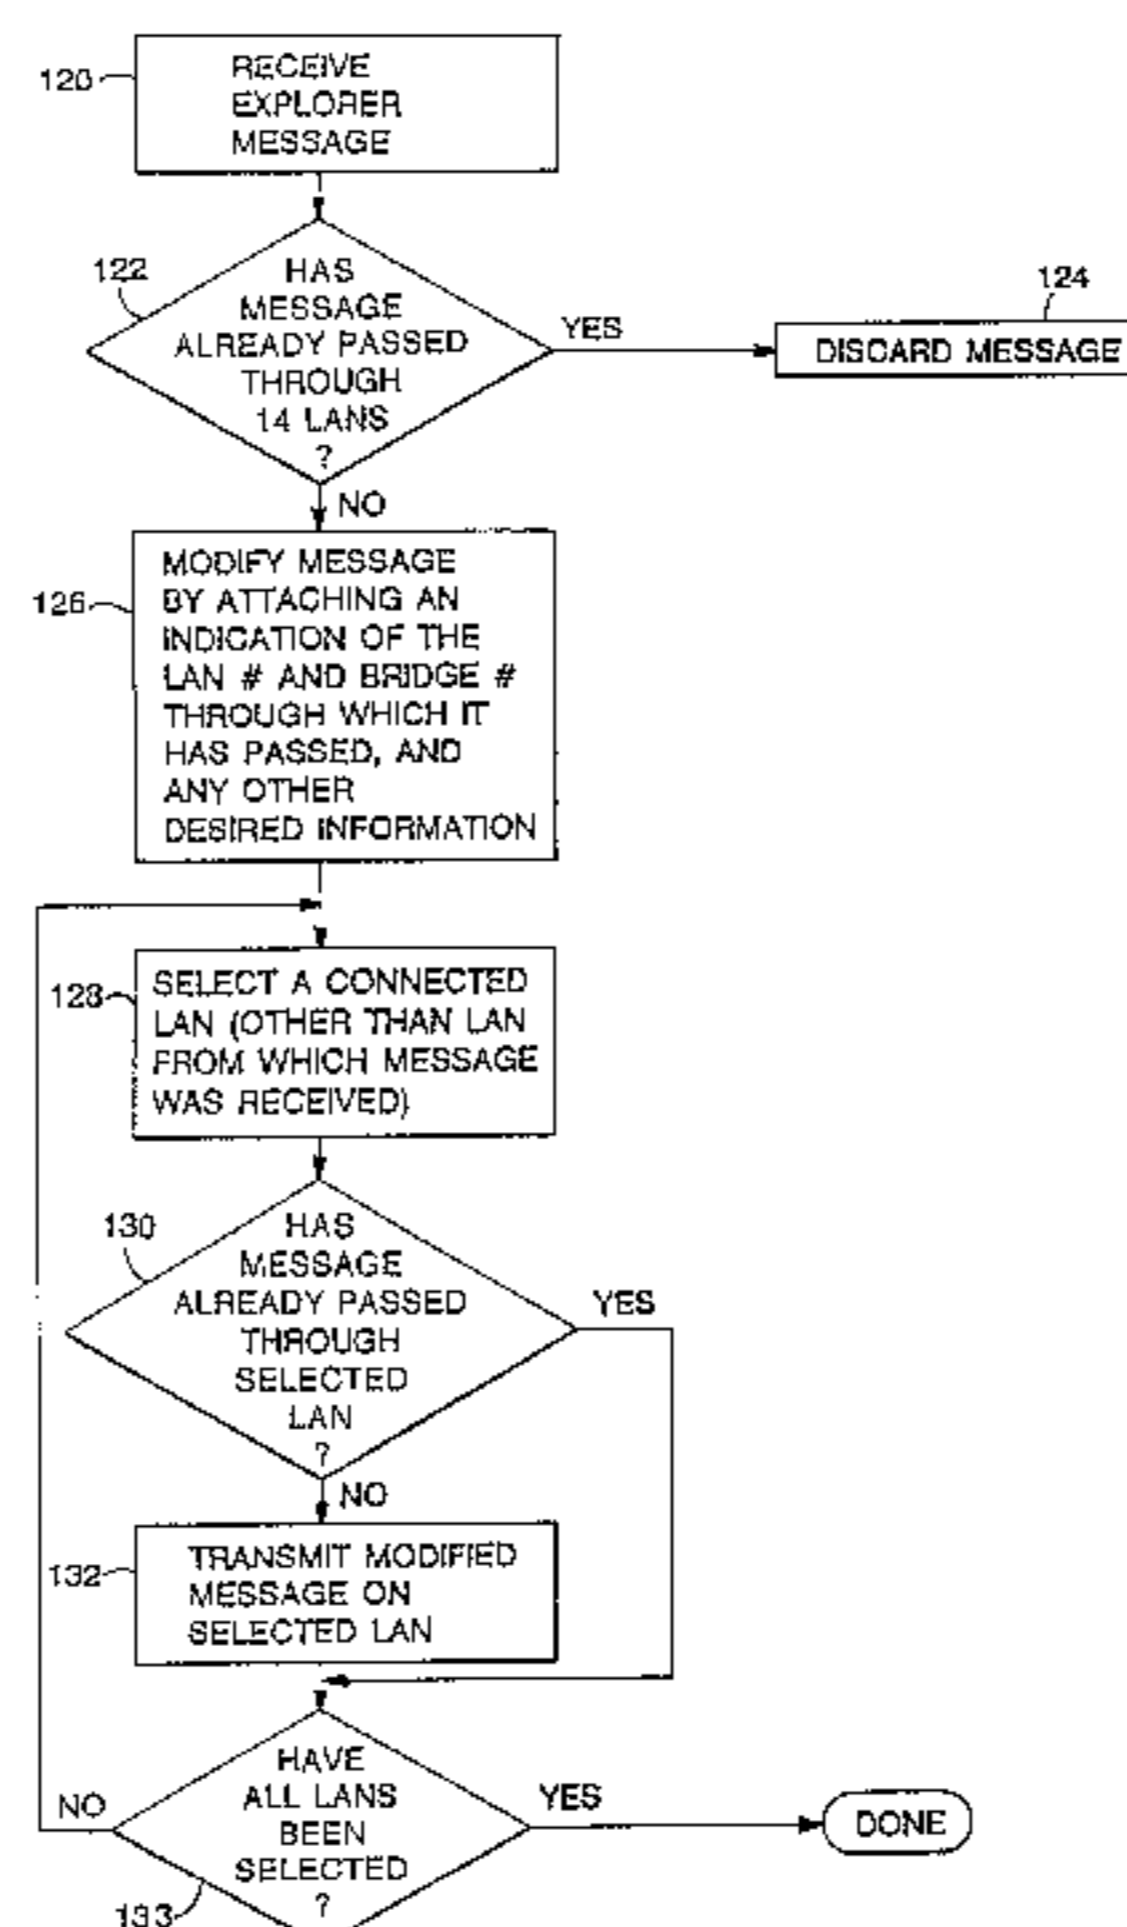 120
RECEIVE
EXPLORER
MESSAGE
122
HAS
MESSAGE
ALREADY PASSED
THROUGH
14 LANS
?
YES
124
DISCARD MESSAGE
NO
126
MODIFY MESSAGE
BY ATTACHING AN
INDICATION OF THE
LAN # AND BRIDGE #
THROUGH WHICH IT
HAS PASSED, AND
ANY OTHER
DESIRED INFORMATION
128
SELECT A CONNECTED
LAN (OTHER THAN LAN
FROM WHICH MESSAGE
WAS RECEIVED)
130
HAS
MESSAGE
ALREADY PASSED
THROUGH
SELECTED
LAN
?
YES
NO
132
TRANSMIT MODIFIED
MESSAGE ON
SELECTED LAN
HAVE
ALL LANS
BEEN
SELECTED
?
NO
YES
DONE
133